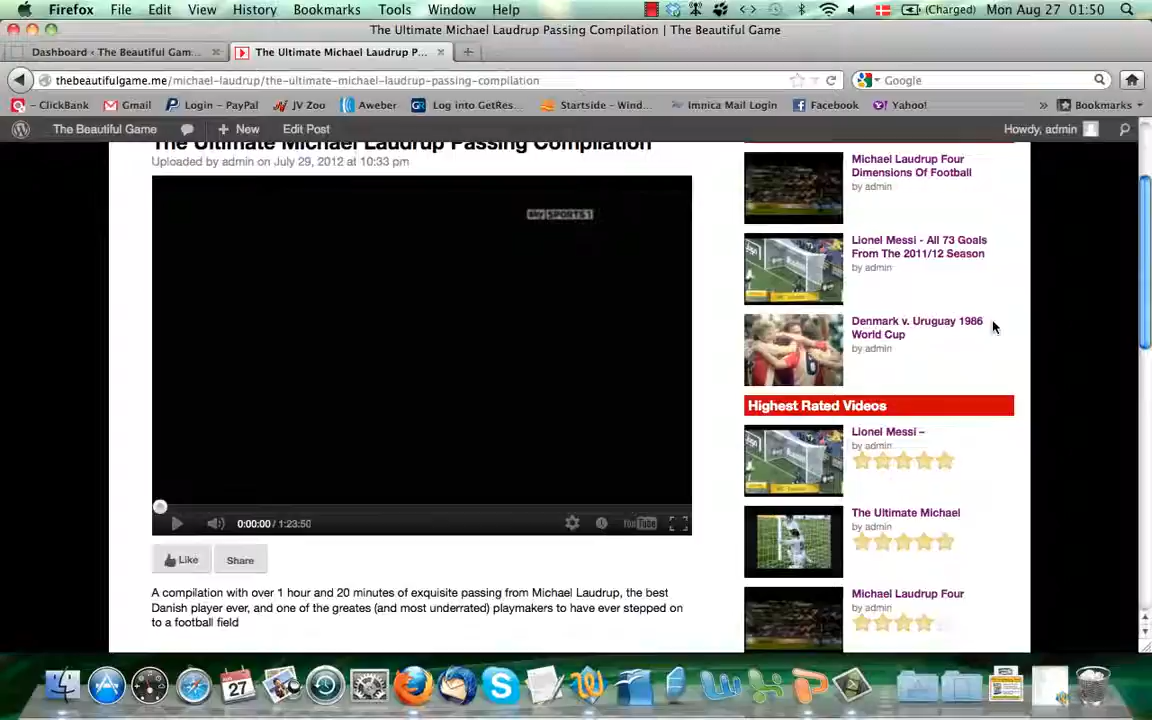 Firefox File Edit View History Bookmarks Tools Window Help (Charged) Mon Aug 27 01:50
The Ultimate Michael Laudrup Passing Compilation | The Beautiful Game
Dashboard ‹ The Beautiful Gam... The Ultimate Michael Laudrup P...
thebeautifulgame.me/michael-laudrup/the-ultimate-michael-laudrup-passing-compilation Google
- ClickBank Gmail Login - PayPal JV Zoo Aweber Log into GetRes... Startside - Wind... Imnica Mail Login Facebook Yahoo! Bookmarks
The Beautiful Game + New Edit Post Howdy, admin
The Ultimate Michael Laudrup Passing Compilation
Uploaded by admin on July 29, 2012 at 10:33 pm
sky SPORTS 1
0:00:00 / 1:23:50 YouTube
Like Share
A compilation with over 1 hour and 20 minutes of exquisite passing from Michael Laudrup, the best
Danish player ever, and one of the greates (and most underrated) playmakers to have ever stepped on
to a football field
Michael Laudrup Four
Dimensions Of Football
by admin
Lionel Messi - All 73 Goals
From The 2011/12 Season
by admin
Denmark v. Uruguay 1986
World Cup
by admin
Highest Rated Videos
Lionel Messi –
by admin
The Ultimate Michael
by admin
Michael Laudrup Four
by admin
27